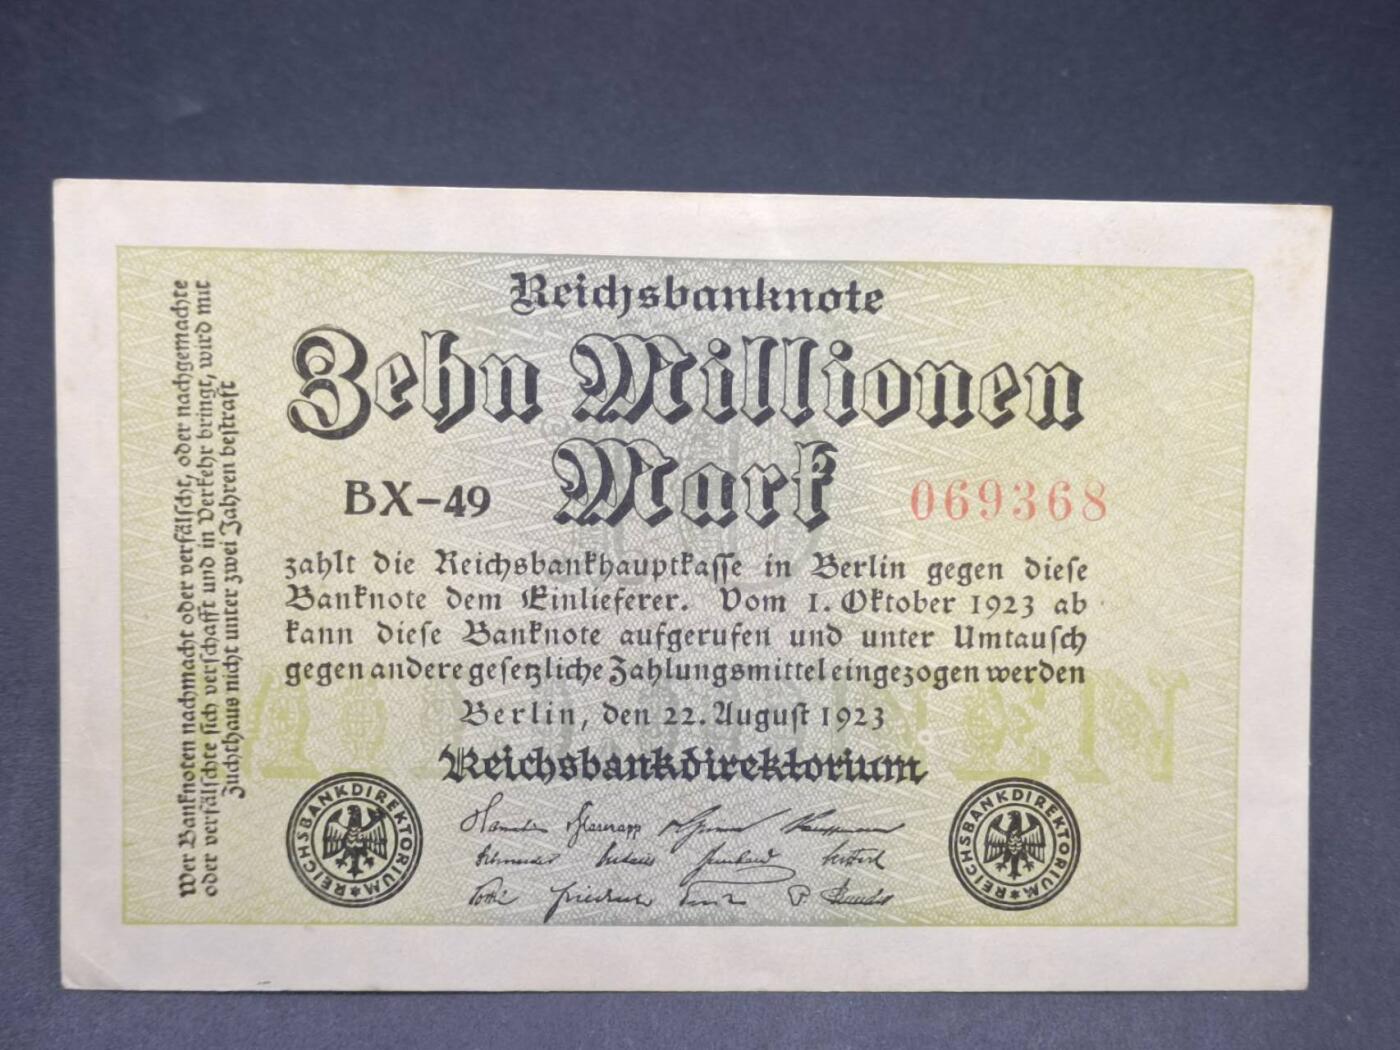 Reichsbanknote
Zehn Millionen
Mark
BX-49
069368
zahlt die Reichsbankhauptkasse in Berlin gegen diese
Banknote dem Einlieferer. Vom 1. Oktober 1923 ab
kann diese Banknote aufgerufen und unter Umtausch
gegen andere gesetzliche Zahlungsmittel eingezogen werden
Berlin, den 22. August 1923
Reichsbankdirektorium
REICHSBANKDIREKTORIUM
REICHSBANKDIREKTORIUM
Wer Banknoten nachmacht oder verfälscht, oder nachgemachte
oder verfälschte sich verschafft und in Verkehr bringt, wird mit
Zuchthaus nicht unter zwei Jahren bestraft